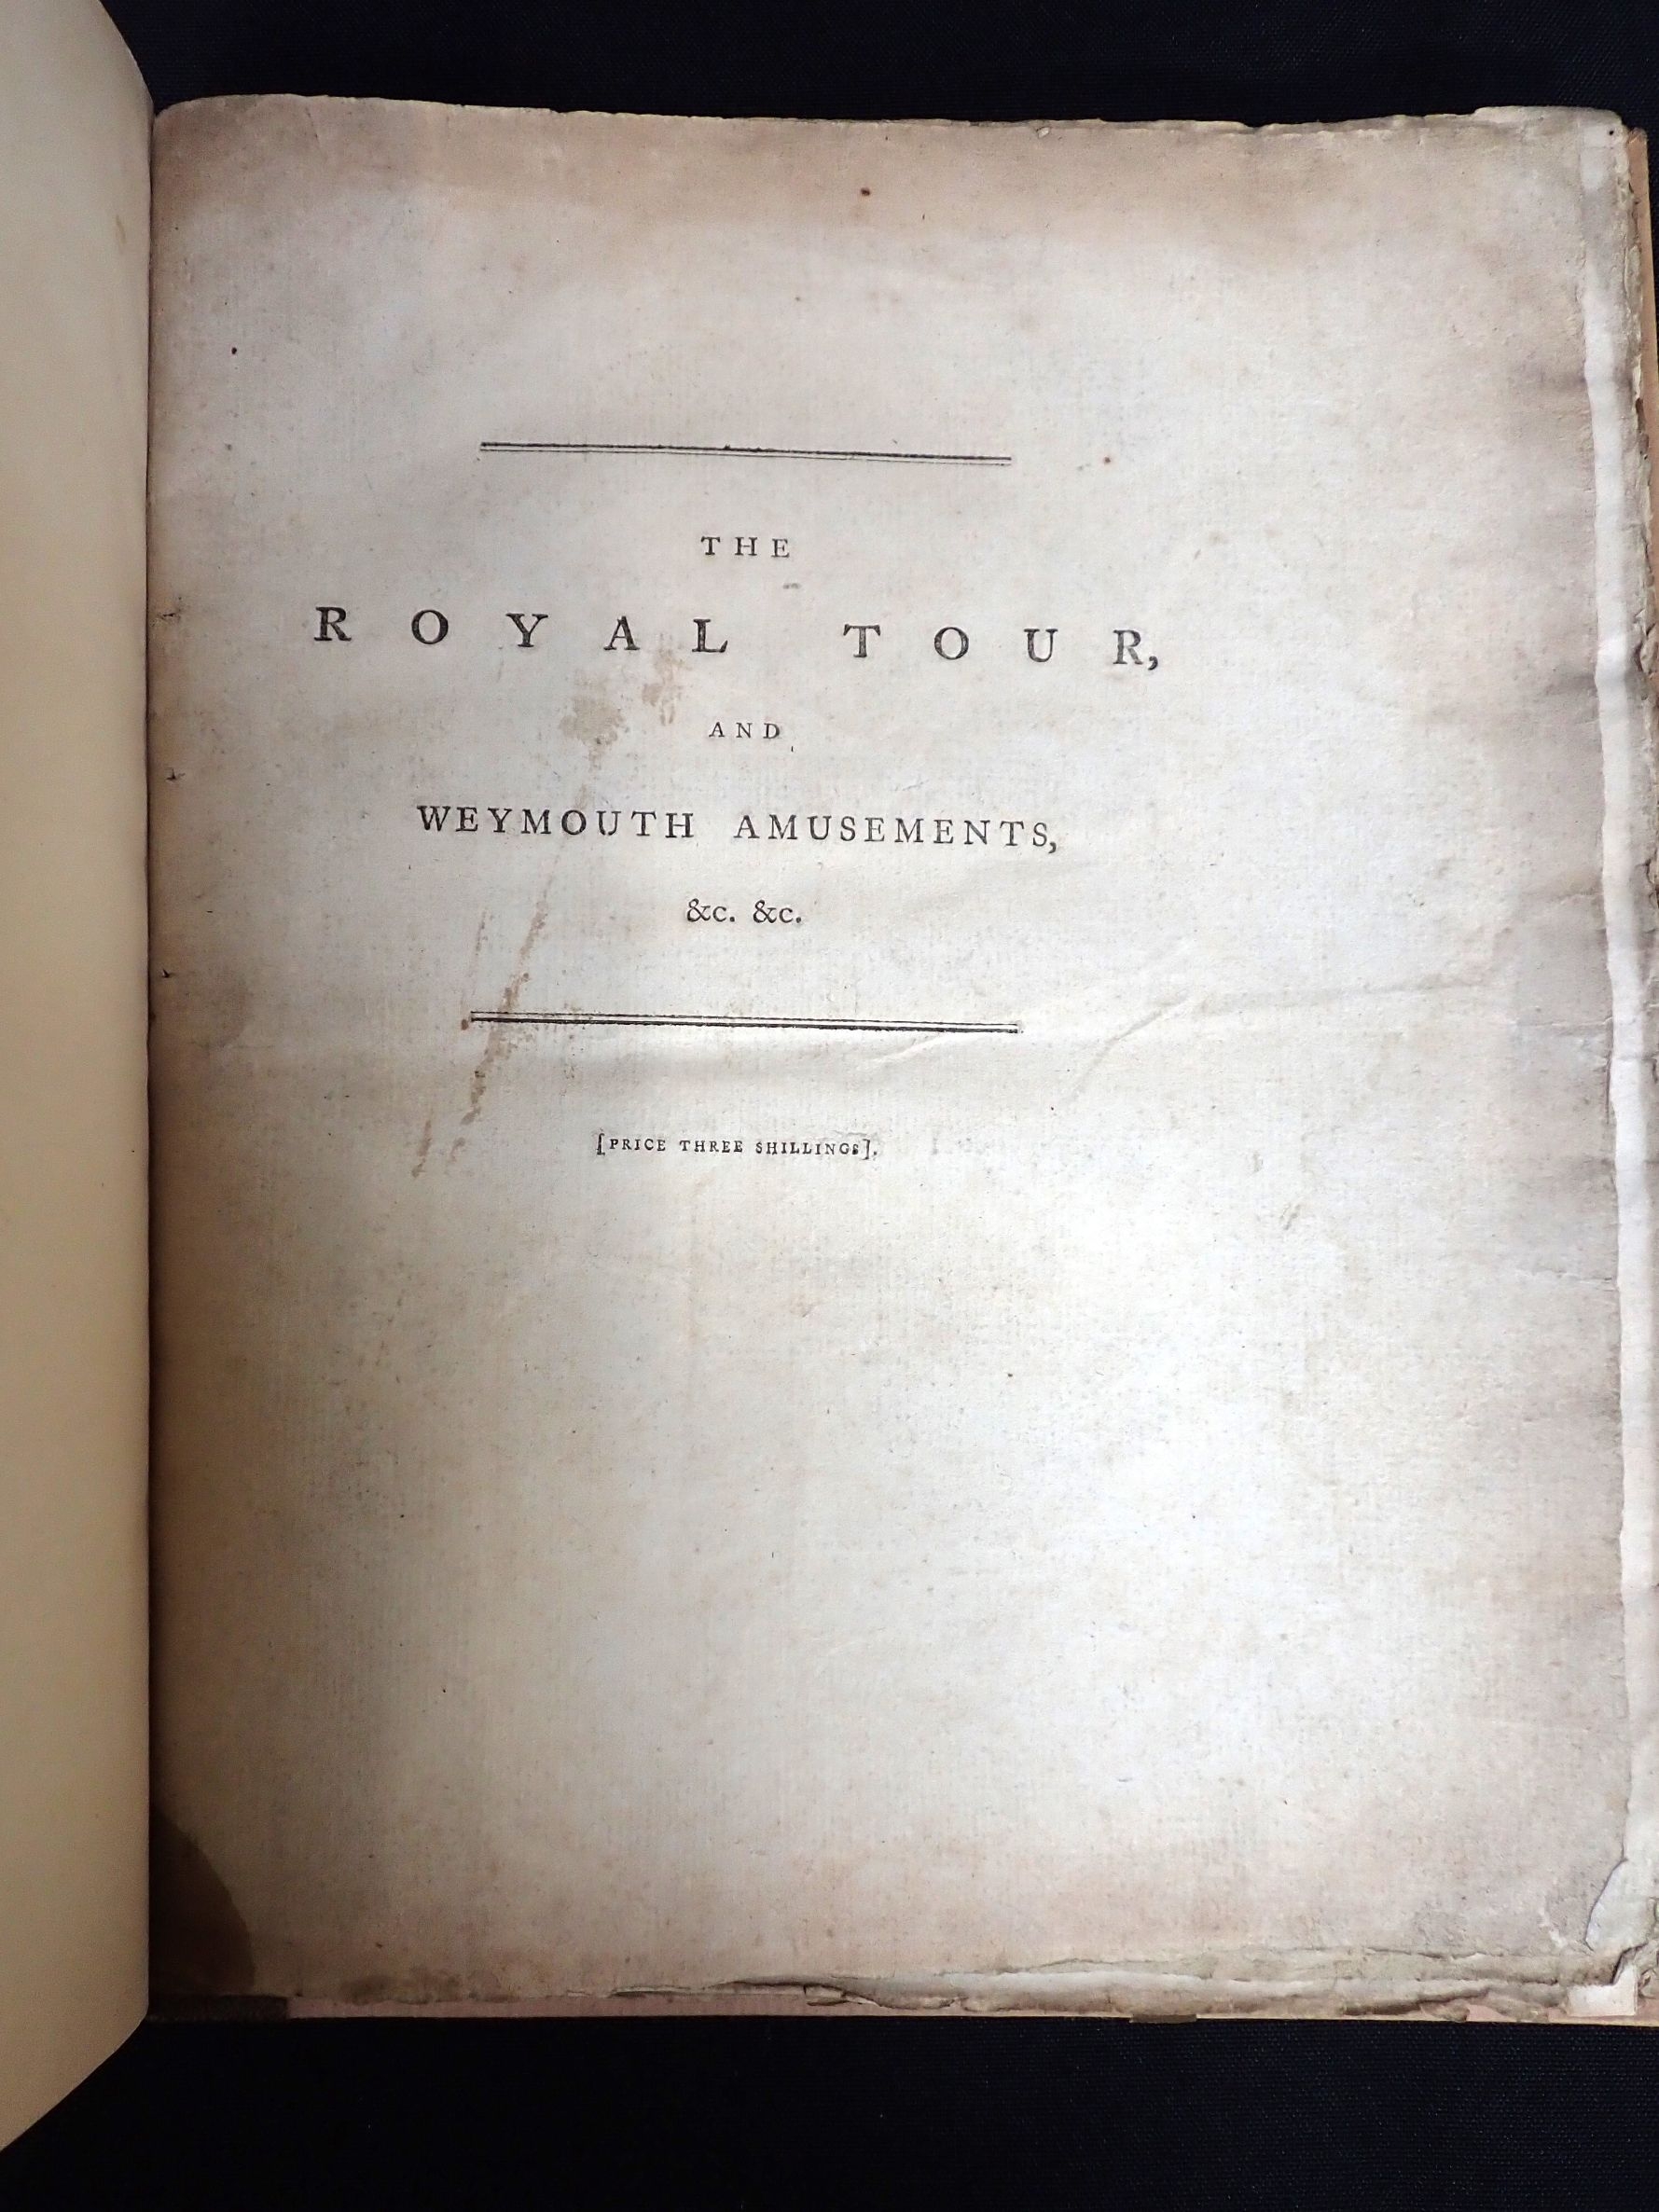 THE
ROYAL TOUR,
AND
WEYMOUTH AMUSEMENTS,
&c. &c.
[PRICE THREE SHILLINGS].